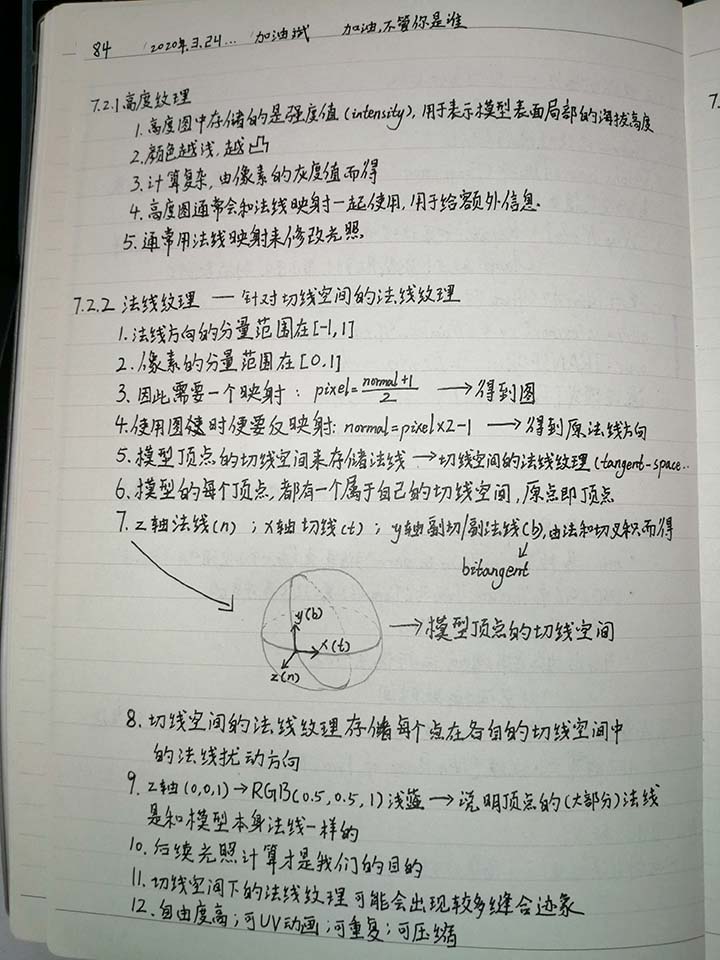 84 2020年.3.24... 加油斌 加油,不管你是谁
7.2.1 高度纹理
1. 高度图中存储的是强度值(intensity), 用于表示模型表面局部的海拔高度
2. 颜色越浅, 越凸
3. 计算复杂, 由像素的灰度值而得
4. 高度图通常会和法线映射一起使用, 用于给额外信息.
5. 通常用法线映射来修改光照
7.2.2 法线纹理 — 针对切线空间的法线纹理
1. 法线方向的分量范围在[-1,1]
2. 像素的分量范围在[0,1]
3. 因此需要一个映射: pixel=normal+1/2 →得到图
4. 使用图时便要反映射: normal=pixel×2-1 →得到原法线方向
5. 模型顶点的切线空间来存储法线→切线空间的法线纹理(tangent-space..
6. 模型的每个顶点, 都有一个属于自己的切线空间, 原点即顶点
7. z轴法线(n); x轴切线(t); y轴副切/副法线(b), 由法和切叉积而得
bitangent
y(b)
x(t) →模型顶点的切线空间
z(n)
8. 切线空间的法线纹理存储每个点在各自的切线空间中
的法线扰动方向
9. z轴(0,0,1)→RGB(0.5,0.5,1)浅蓝→说明顶点的(大部分)法线
是和模型本身法线一样的
10. 后续光照计算才是我们的目的
11. 切线空间下的法线纹理可能会出现较多缝合迹象
12. 自由度高;可UV动画;可重复;可压缩
7.